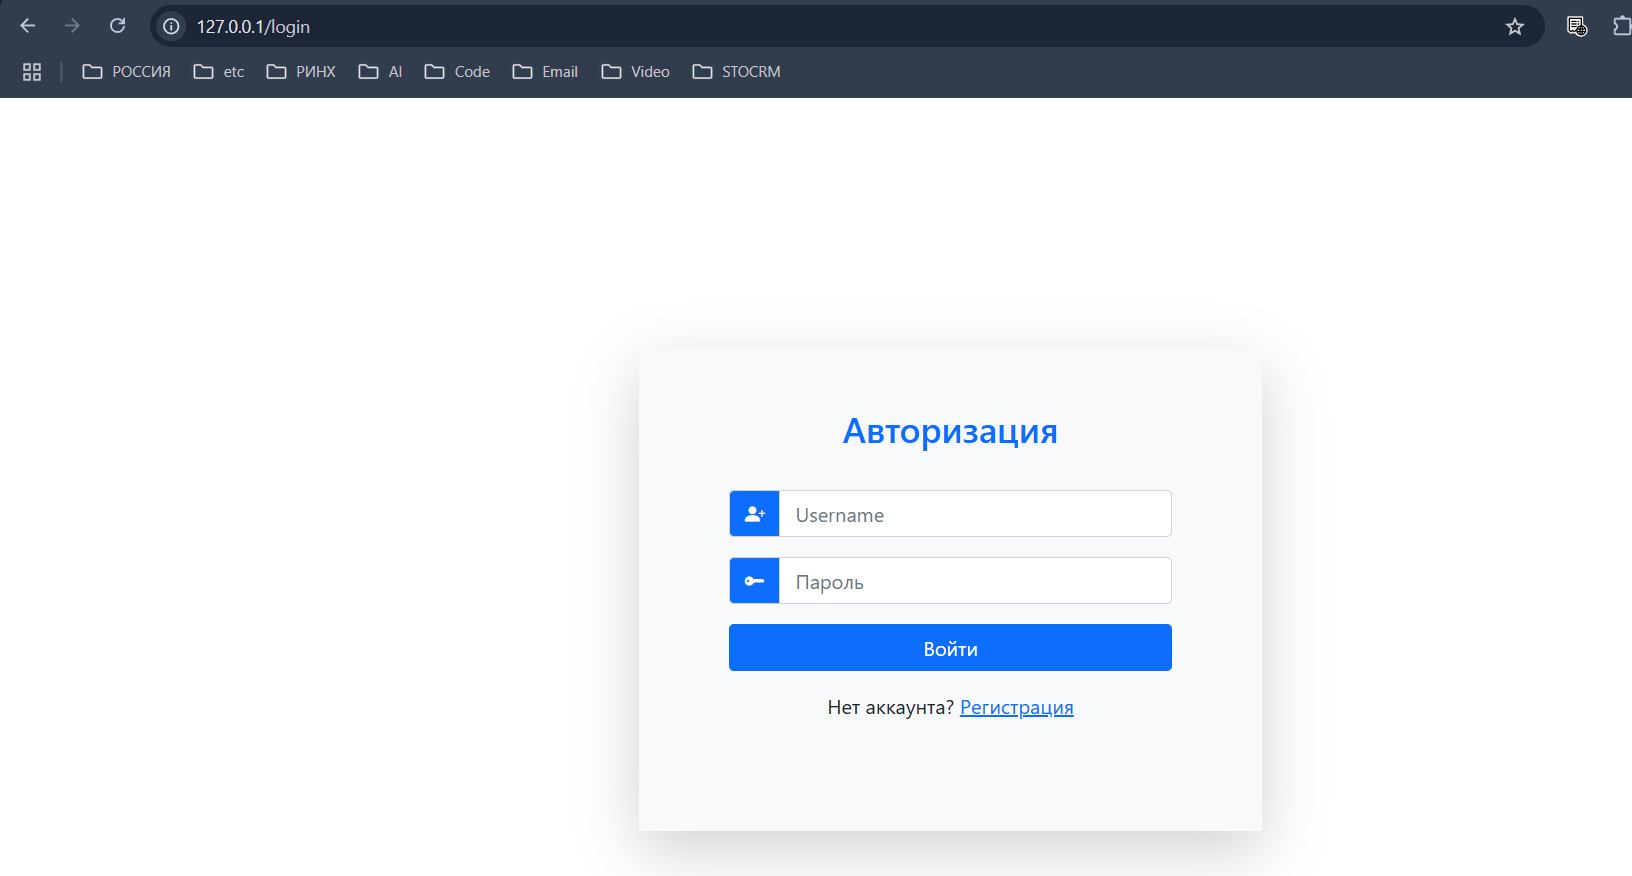 127.0.0.1/login
РОССИЯ etc РИНХ AI Code Email Video STOCRM
Авторизация
Username
Пароль
Войти
Нет аккаунта? Регистрация